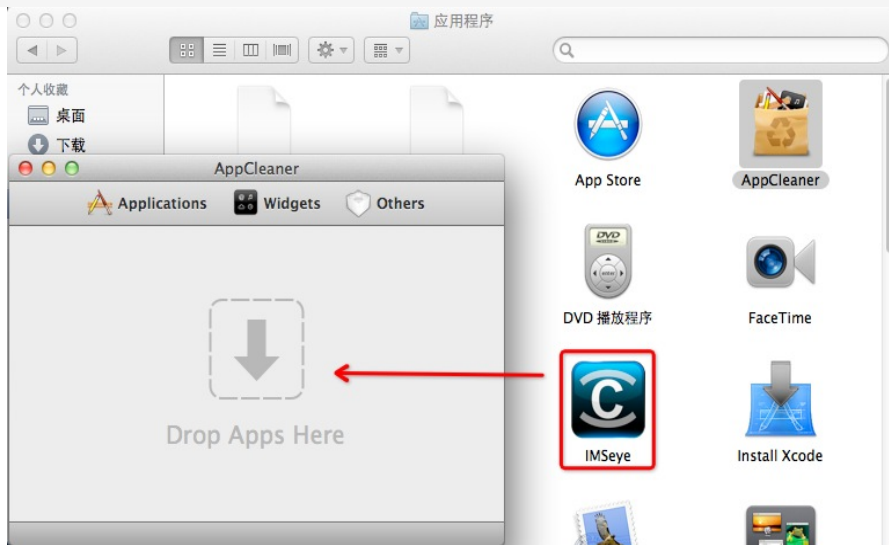 应用程序
个人收藏
桌面
下载
AppCleaner
Applications
Widgets
Others
Drop Apps Here
App Store
AppCleaner
DVD
DVD 播放程序
FaceTime
C
IMSeye
Install Xcode